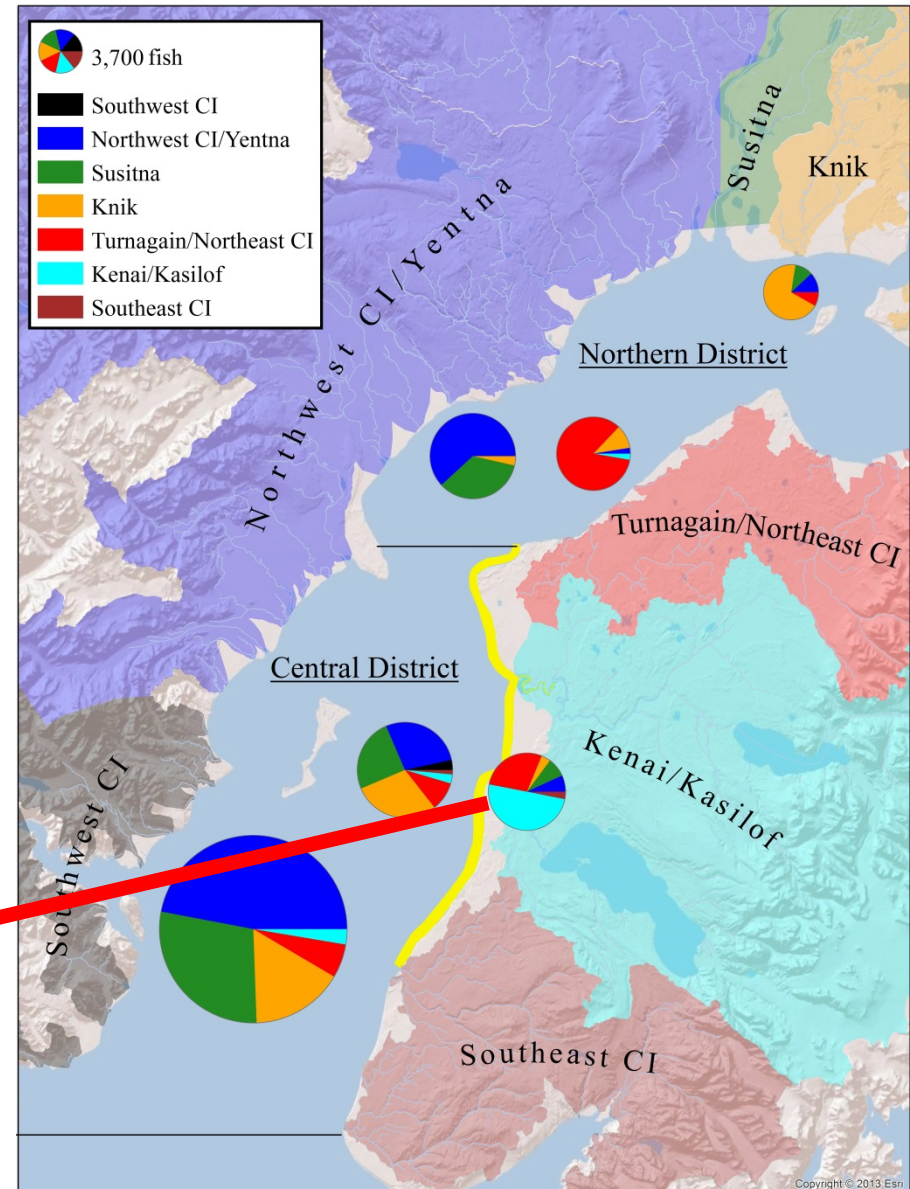 3,700 fish
Southwest CI
Northwest CI/Yentna
Susitna
Knik
Turnagain/Northeast CI
Kenai/Kasilof
Southeast CI
Susitna
Knik
Northwest CI/Yentna
Northern District
Turnagain/Northeast CI
Central District
Kenai/Kasilof
Southwest CI
Southeast CI
Copyright © 2013 Esri